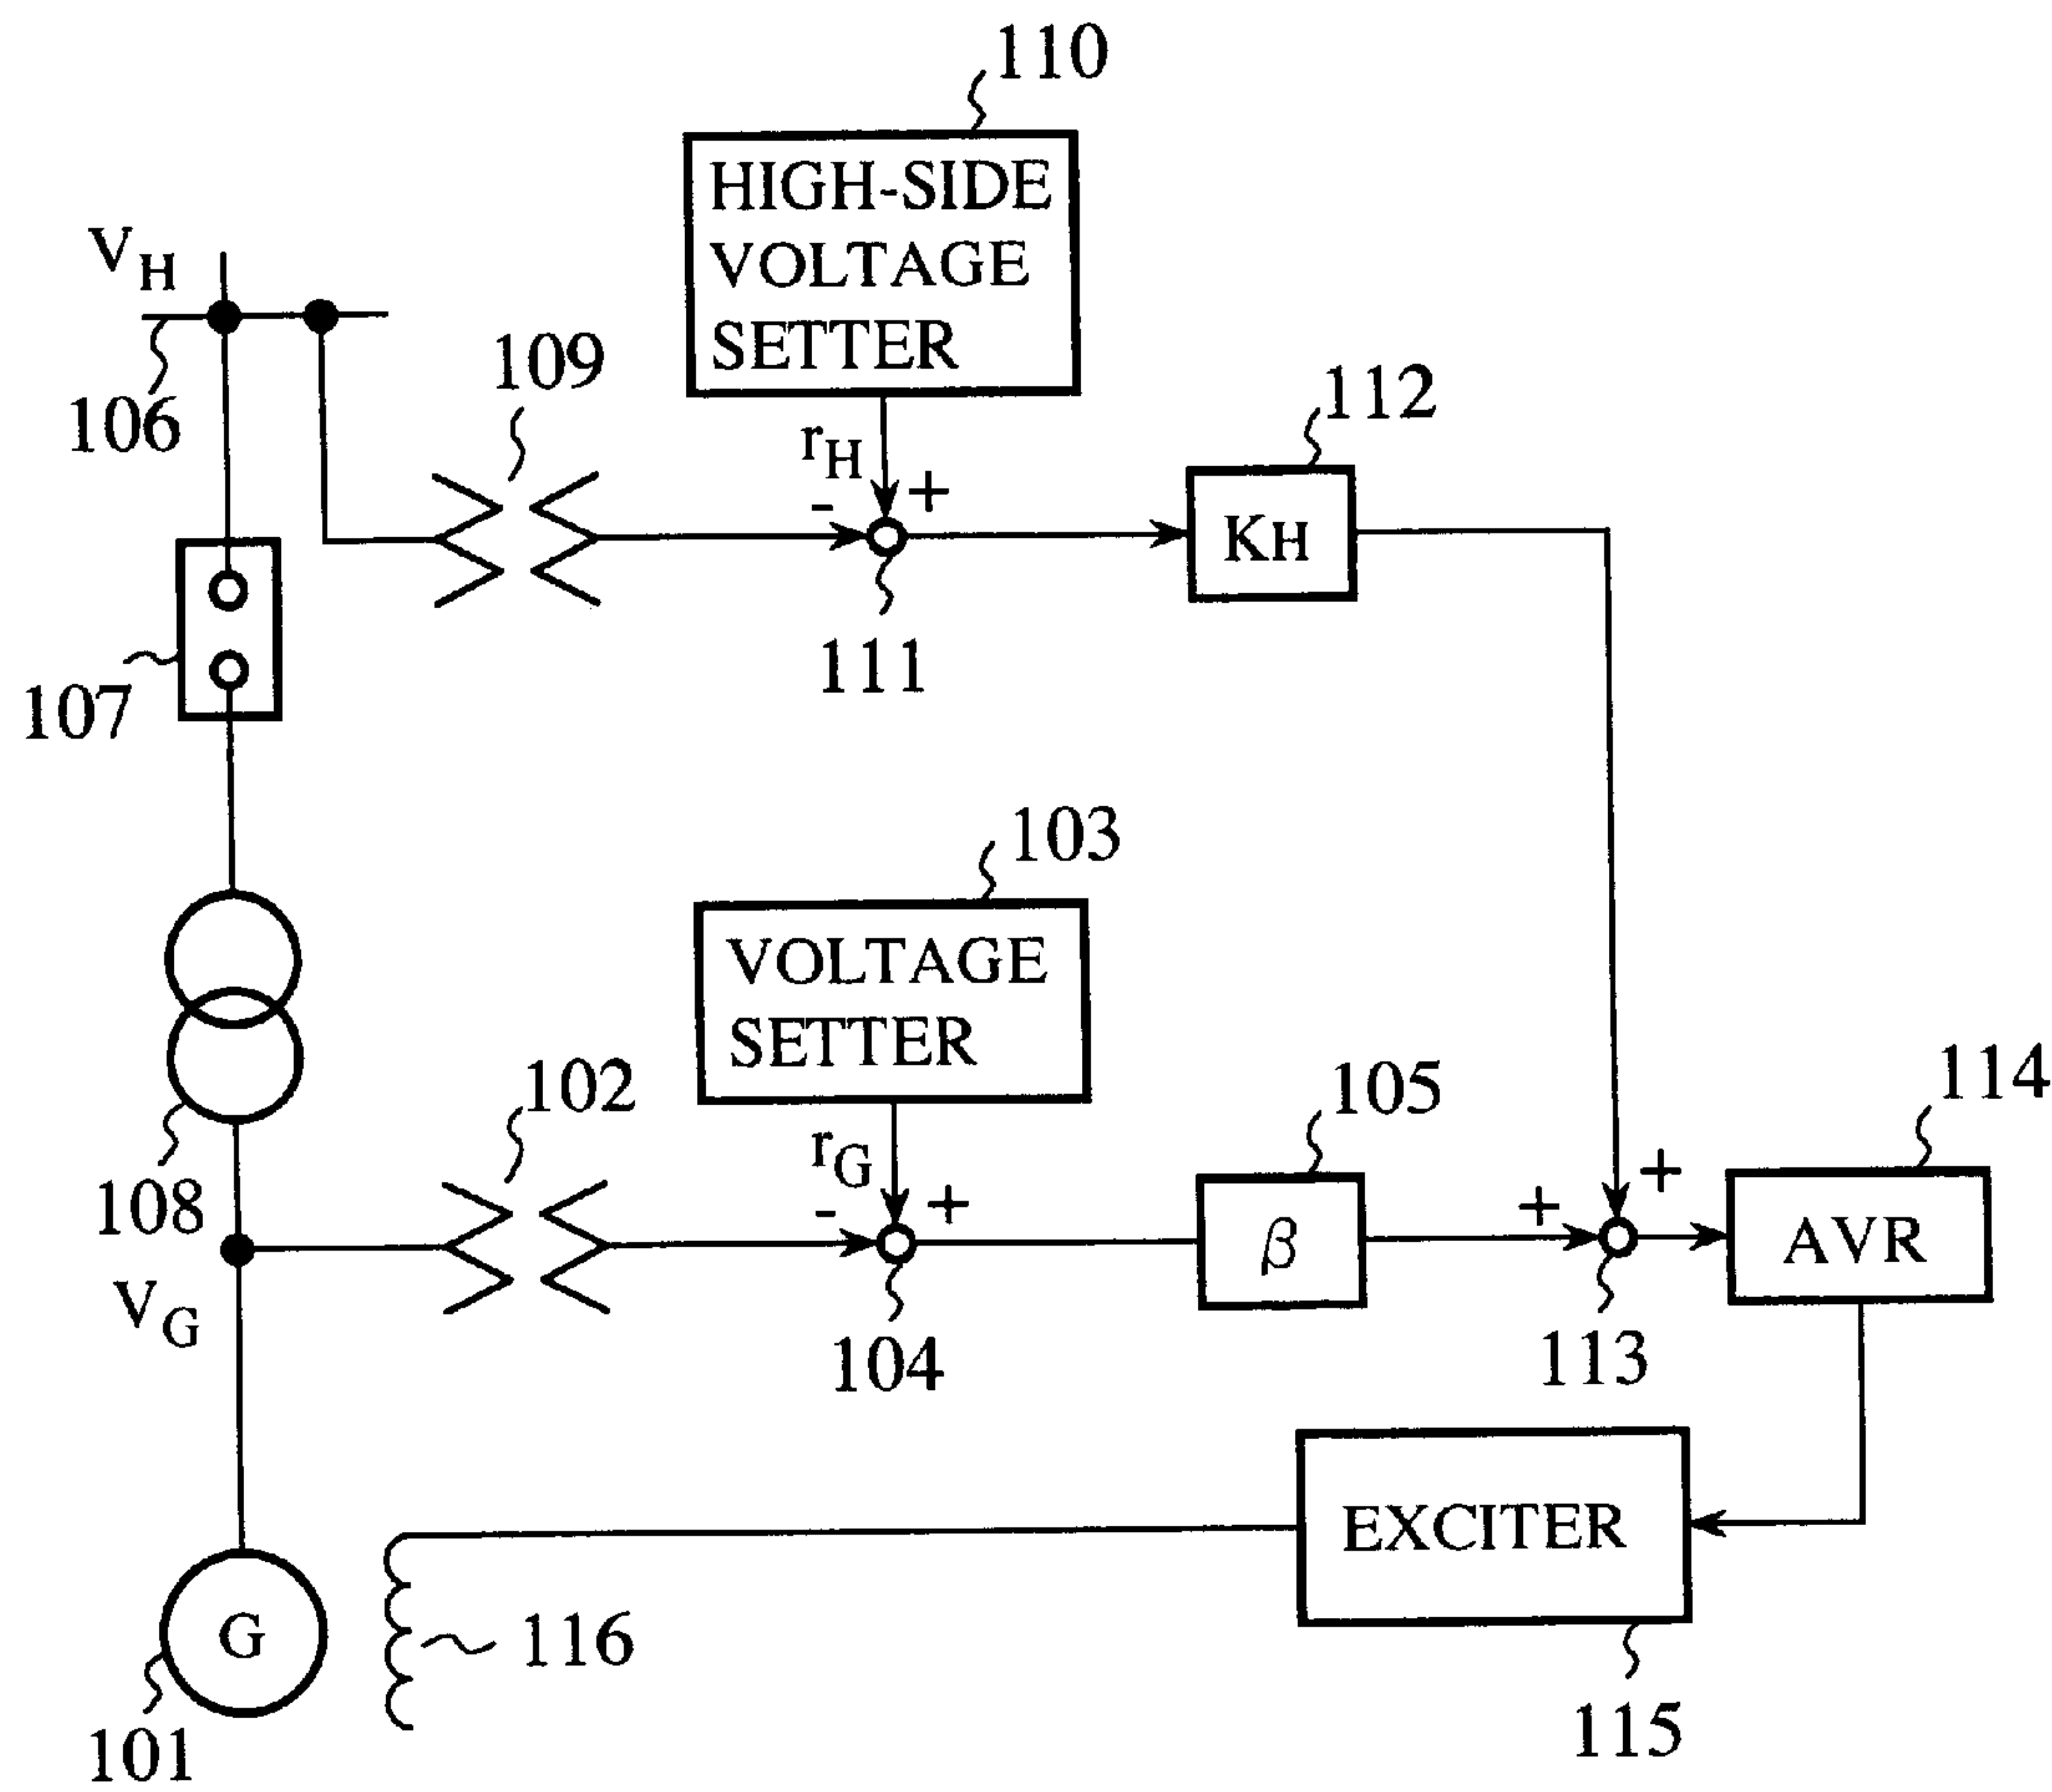 110
HIGH-SIDE
VOLTAGE
SETTER
VH
109
106
rH
+
-
112
KH
111
107
103
VOLTAGE
SETTER
102
105
114
108
rG
+
-
β
+
+
AVR
VG
104
113
EXCITER
G
116
101
115